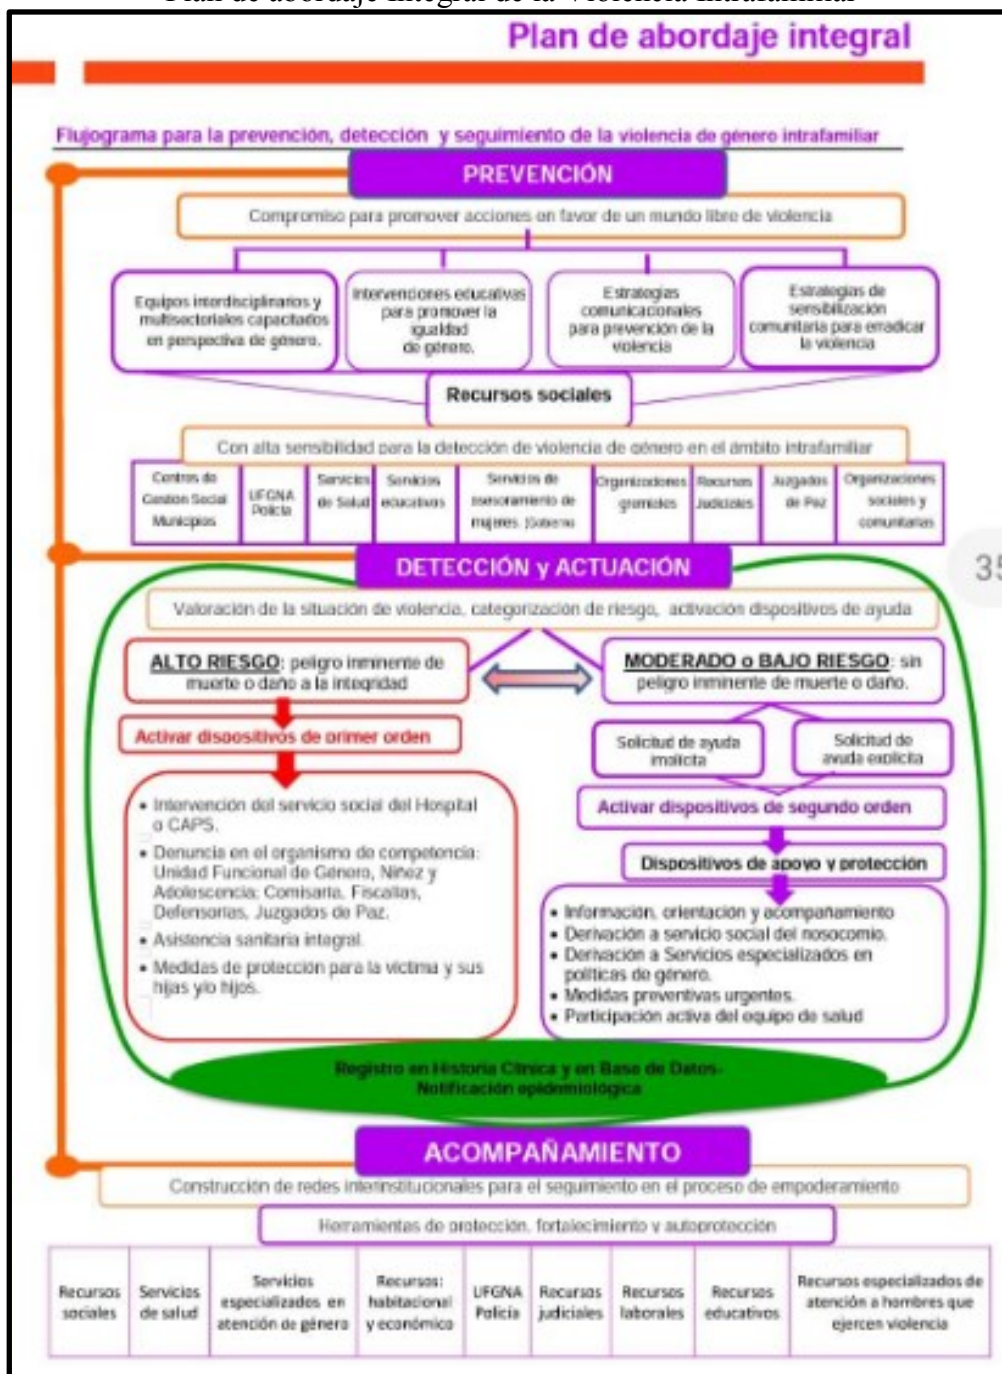 Plan de abordaje Integral de la Violencia Intrafamiliar
Plan de abordaje integral
Flujograma para la prevención, detección y seguimiento de la violencia de género intrafamiliar
PREVENCIÓN
Compromiso para promover acciones en favor de un mundo libre de violencia
Equipos interdisciplinarios y
multisectoriales capacitados
en perspectiva de género.
Intervenciones educativas
para promover la
igualdad
de género.
Estrategias
comunicacionales
para prevención de la
violencia
Estrategias de
sensibilización
comunitaria para erradicar
la violencia
Recursos sociales
Con alta sensibilidad para la detección de violencia de género en el ámbito intrafamiliar
Centros de
Gestión Social
Municipios
UFGNA
Policía
Servicios
de Salud
Servicios
educativos
Servicios de
asesoramiento de
mujeres. (Gobierno
Organizaciones
gremiales
Recursos
Judiciales
Juzgados
de Paz
Organizaciones
sociales y
comunitarias
35
DETECCIÓN y ACTUACIÓN
Valoración de la situación de violencia, categorización de riesgo, activación dispositivos de ayuda
ALTO RIESGO: peligro inminente de
muerte o daño a la integridad
MODERADO o BAJO RIESGO: sin
peligro inminente de muerte o daño.
Activar dispositivos de primer orden
Solicitud de ayuda
implícita
Solicitud de
ayuda explícita
Activar dispositivos de segundo orden
Dispositivos de apoyo y protección
• Intervención del servicio social del Hospital
o CAPS.
• Denuncia en el organismo de competencia:
Unidad Funcional de Género, Niñez y
Adolescencia; Comisaría, Fiscalías,
Defensorías, Juzgados de Paz.
• Asistencia sanitaria integral.
• Medidas de protección para la víctima y sus
hijas y/o hijos.
• Información, orientación y acompañamiento
• Derivación a servicio social del nosocomio.
• Derivación a Servicios especializados en
políticas de género.
• Medidas preventivas urgentes.
• Participación activa del equipo de salud
Registro en Historia Clínica y en Base de Datos-
Notificación epidemiológica
ACOMPAÑAMIENTO
Construcción de redes interinstitucionales para el seguimiento en el proceso de empoderamiento
Herramientas de protección, fortalecimiento y autoprotección
Recursos
sociales
Servicios
de salud
Servicios
especializados en
atención de género
Recursos:
habitacional
y económico
UFGNA
Policía
Recursos
judiciales
Recursos
laborales
Recursos
educativos
Recursos especializados de
atención a hombres que
ejercen violencia